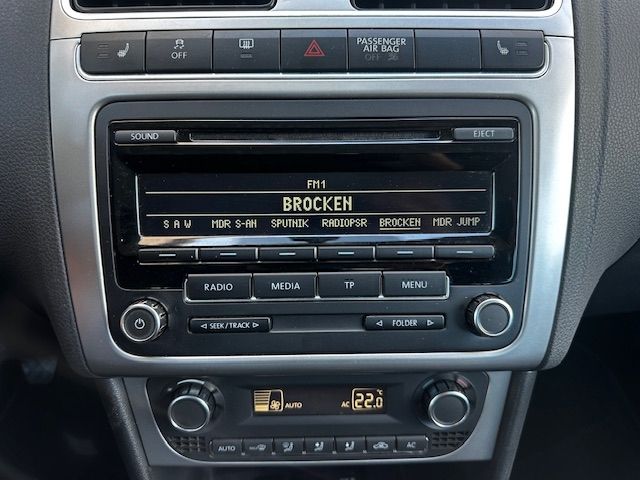 OFF PASSENGER AIR BAG OFF
SOUND EJECT
FM1
BROCKEN
S A W MDR S-AN SPUTNIK RADIOPSR BROCKEN MDR JUMP
RADIO MEDIA TP MENU
SEEK / TRACK FOLDER
AUTO AC 22.0 °C
AUTO AC